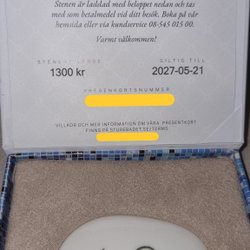 Stenen är laddad med beloppet nedan och tas
med som betalmedel vid ditt besök. Boka på vår
hemsida eller via kundservice 08-545 015 00.
Varmt välkommen!
GILTIG TILL
1300 kr 2027-05-21
PRESENKORTSNUMMER
*VILLKOR OCH MER INFORMATION OM VÅRA PRESENTKORT
FINNS PÅ STUREBADET.SE/TERMS